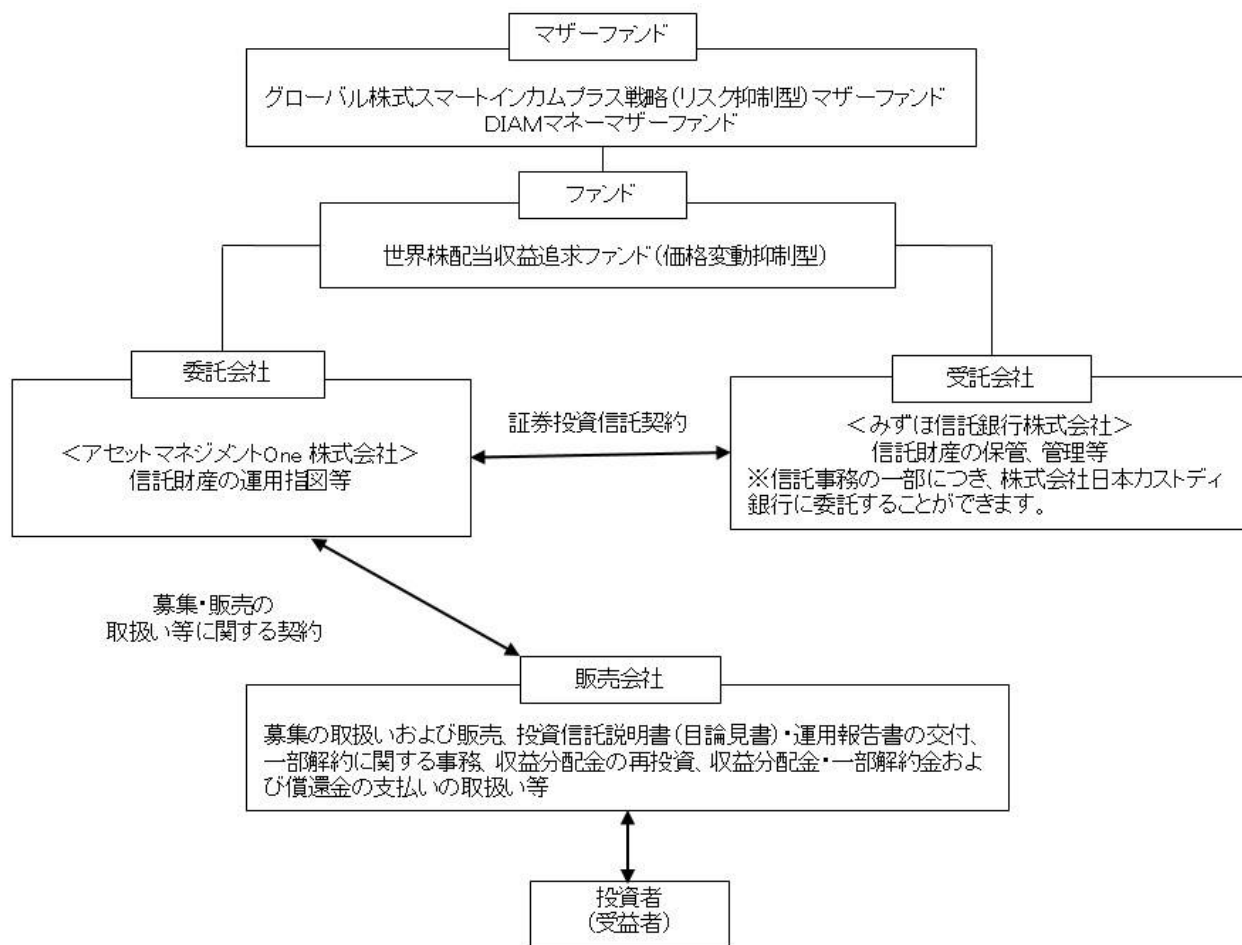 マザーファンド
グローバル株式スマートインカムプラス戦略(リスク抑制型)マザーファンド
DIAMマネーマザーファンド
ファンド
世界株配当収益追求ファンド(価格変動抑制型)
委託会社
<アセットマネジメントOne 株式会社>
信託財産の運用指図等
証券投資信託契約
受託会社
<みずほ信託銀行株式会社>
信託財産の保管、管理等
※信託事務の一部につき、株式会社日本カストディ
銀行に委託することができます。
募集・販売の
取扱い等に関する契約
販売会社
募集の取扱いおよび販売、投資信託説明書(目論見書)・運用報告書の交付、
一部解約に関する事務、収益分配金の再投資、収益分配金・一部解約金およ
び償還金の支払いの取扱い等
投資者
(受益者)